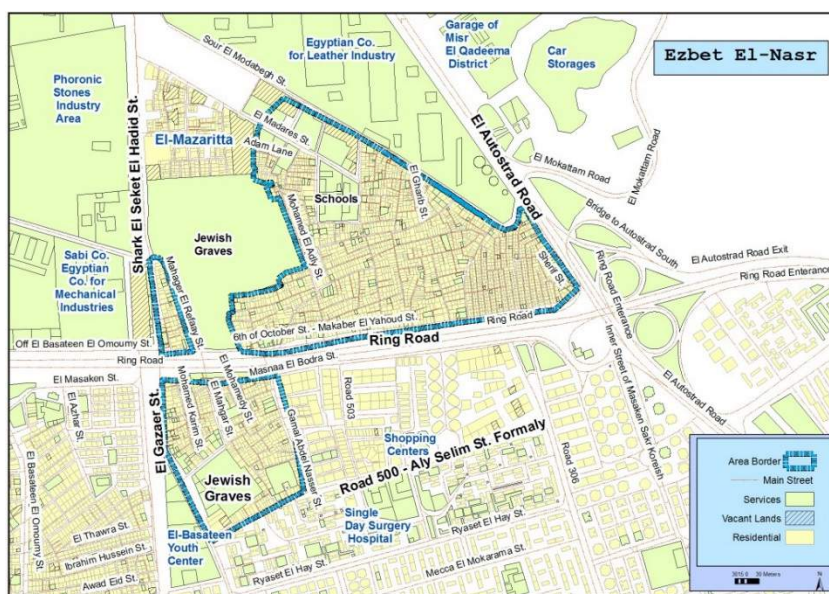 Ezbet El-Nasr
Garage of
Misr
El Qadeema
District
Car
Storages
Egyptian Co.
for Leather Industry
Sour El Modabegh St.
Phoronic
Stones
Industry
Area
El-Mazaritta
El Madares St.
Adam Lane
Shark El Seket El Hadid St.
El Autostrad Road
El Mokattam Road
El Mokattam Road
Bridge to Autostrad South
El Autostrad Road Exit
Ring Road Enterance
Schools
El Gharib St.
Mohamed El Adly St.
Jewish
Graves
Sherif St.
Sabi Co.
Egyptian
Co. for
Mechanical
Industries
Mahager El Refaay St.
6th of October St. - Makaber El Yahoud St.
Ring Road
Ring Road
Ring Road Enterance
Off El Basateen El Omoumy St.
Ring Road
Masnaa El Bodra St.
Inner Street of Masaken Sakr Koreish
El Autostrad Road
El Masaken St.
El Azhar St.
El Gazaer St.
Mohamed Karim St.
El Mahgar St.
El Mohamedy St.
Gamal Abdel Nasser St.
Road 503
Shopping
Centers
Road 500 - Aly Selim St. Formaly
Road 306
Jewish
Graves
El Basateen El Omoumy St.
El Thawra St.
Ibrahim Hussein St.
Awad Eid St.
El-Basateen
Youth
Center
Single
Day Surgery
Hospital
Ryaset El Hay St.
Ryaset El Hay St.
Mecca El Mokarama St.
Area Border
Main Street
Services
Vacant Lands
Residential
Meters
N